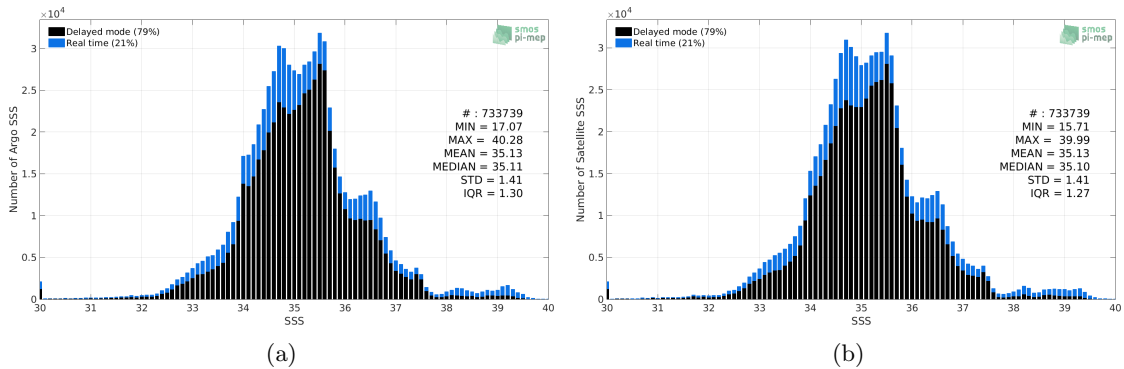 ×10⁴
Delayed mode (79%)
Real time (21%)
smos
pi-mep
3
2.5
2
1.5
1
0.5
0
Number of Argo SSS
# : 733739
MIN = 17.07
MAX = 40.28
MEAN = 35.13
MEDIAN = 35.11
STD = 1.41
IQR = 1.30
30 31 32 33 34 35 36 37 38 39 40
SSS
(a)
×10⁴
Delayed mode (79%)
Real time (21%)
smos
pi-mep
3
2.5
2
1.5
1
0.5
0
Number of Satellite SSS
# : 733739
MIN = 15.71
MAX = 39.99
MEAN = 35.13
MEDIAN = 35.10
STD = 1.41
IQR = 1.27
30 31 32 33 34 35 36 37 38 39 40
SSS
(b)